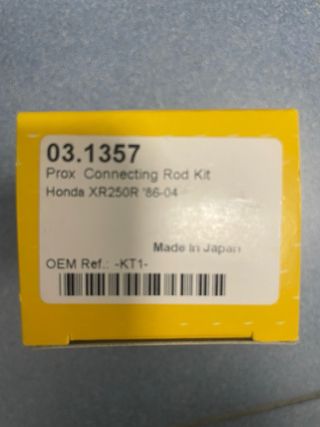 03.1357
Prox Connecting Rod Kit
Honda XR250R '86-04
Made in Japan
OEM Ref.: -KT1-